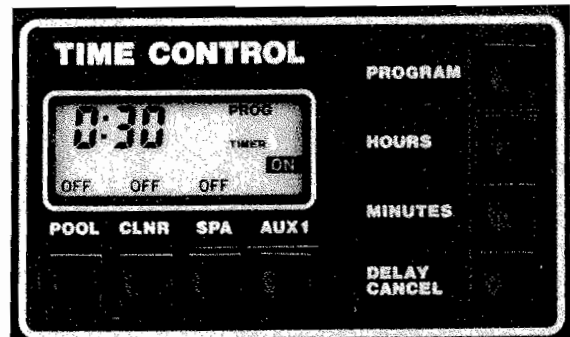 TIME CONTROL
0:30 PROG
TIMER
ON
OFF OFF OFF
POOL CLNR SPA AUX1
PROGRAM
HOURS
MINUTES
DELAY
CANCEL